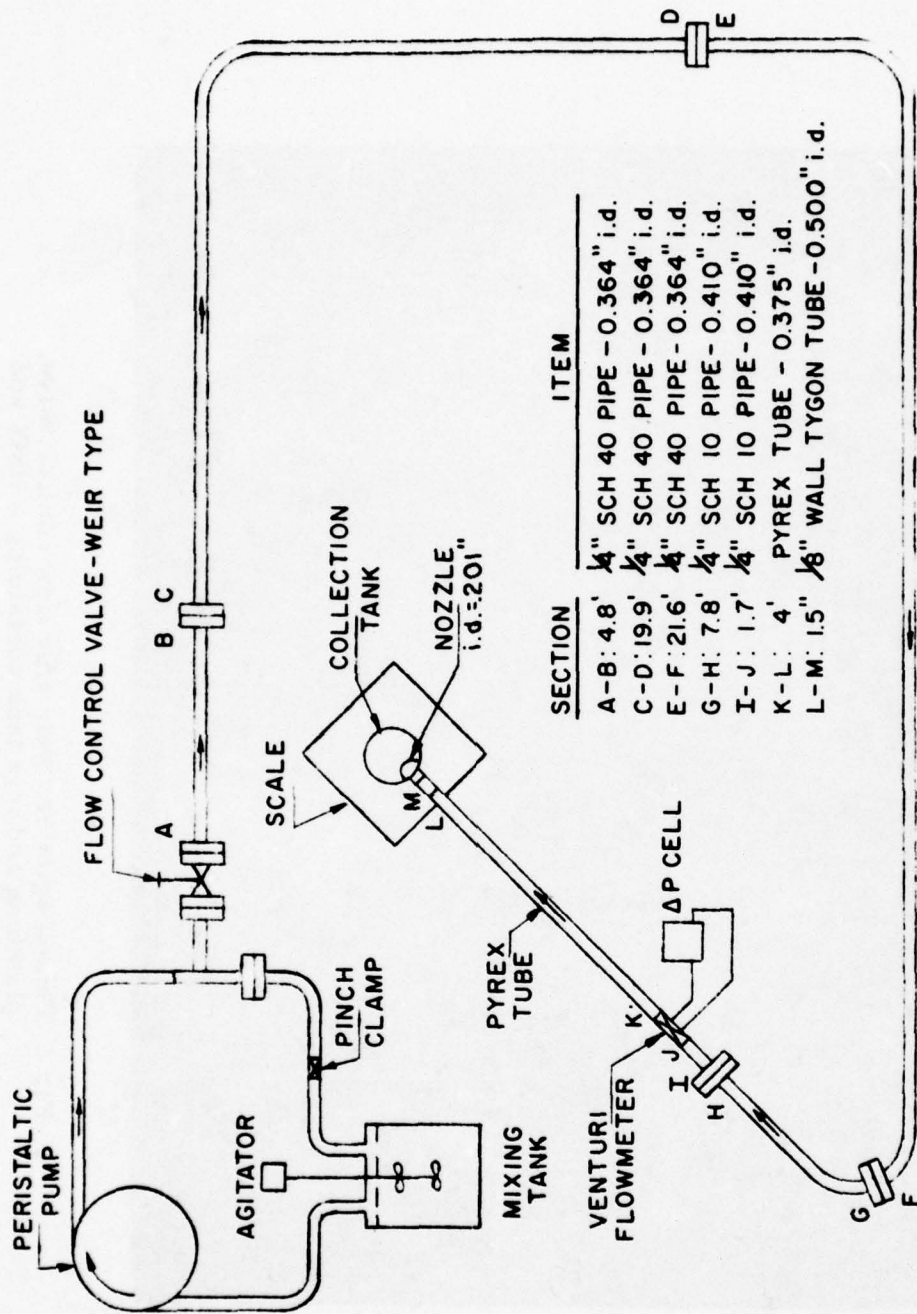 FLOW CONTROL VALVE-WEIR TYPE
PERISTALTIC
PUMP
A
B
C
D
E
AGITATOR
PINCH
CLAMP
MIXING
TANK
SCALE
COLLECTION
TANK
NOZZLE
i.d.=.201"
M
L
PYREX
TUBE
VENTURI
FLOWMETER
K
J
I
H
ΔP CELL
G
F
SECTION ITEM
A-B: 4.8' 1/4" SCH 40 PIPE-0.364" i.d.
C-D: 19.9' 1/4" SCH 40 PIPE-0.364" i.d.
E-F: 21.6' 1/4" SCH 40 PIPE-0.364" i.d.
G-H: 7.8' 1/4" SCH 10 PIPE-0.410" i.d.
I-J: 1.7' 1/4" SCH 10 PIPE-0.410" i.d.
K-L: 4' PYREX TUBE - 0.375" i.d.
L-M: 1.5" 1/8" WALL TYGON TUBE-0.500" i.d.